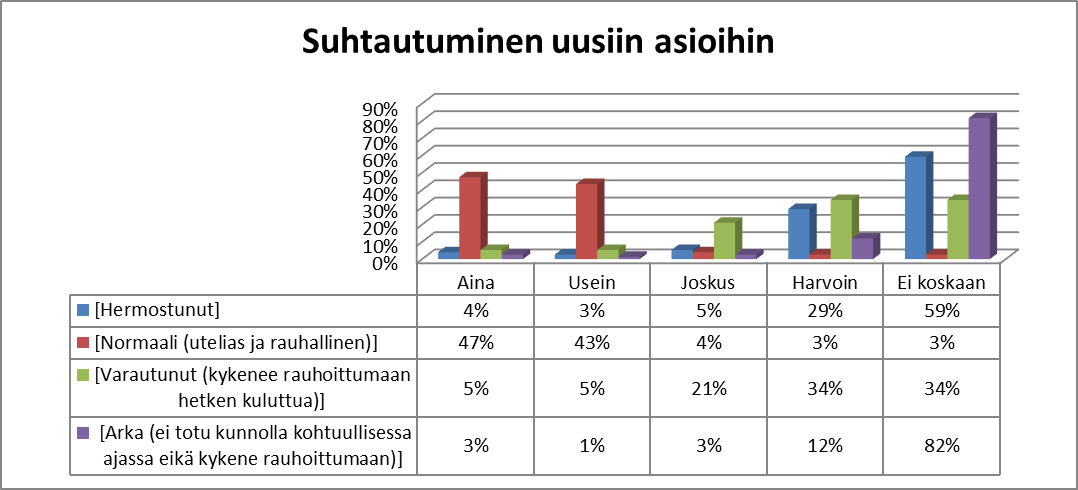 Suhtautuminen uusiin asioihin
90%
80%
70%
60%
50%
40%
30%
20%
10%
0%
Aina Usein Joskus Harvoin Ei koskaan
[Hermostunut] 4% 3% 5% 29% 59%
[Normaali (utelias ja rauhallinen)] 47% 43% 4% 3% 3%
[Varautunut (kykenee rauhoittumaan
hetken kuluttua)] 5% 5% 21% 34% 34%
[Arka (ei totu kunnolla kohtuullisessa
ajassa eikä kykene rauhoittumaan)] 3% 1% 3% 12% 82%